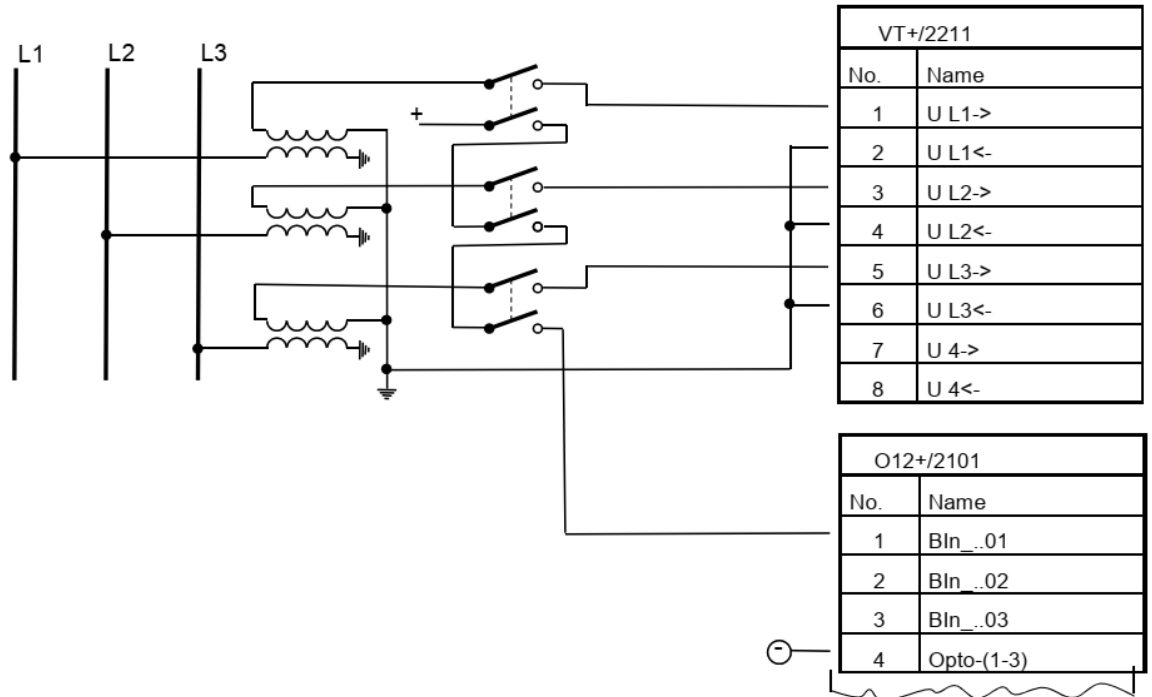 L1 L2 L3
+
VT+/2211
No. Name
1 U L1->
2 U L1<-
3 U L2->
4 U L2<-
5 U L3->
6 U L3<-
7 U 4->
8 U 4<-
O12+/2101
No. Name
1 BIn_..01
2 BIn_..02
3 BIn_..03
4 Opto-(1-3)
-